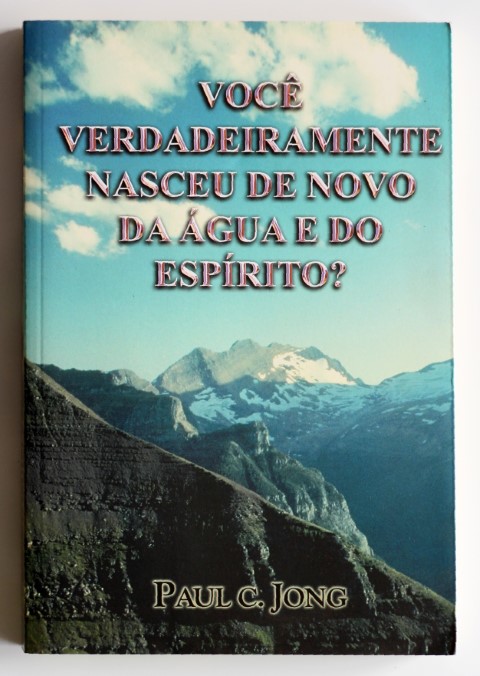 VOCÊ
VERDADEIRAMENTE
NASCEU DE NOVO
DA ÁGUA E DO
ESPÍRITO?
PAUL C. JONG